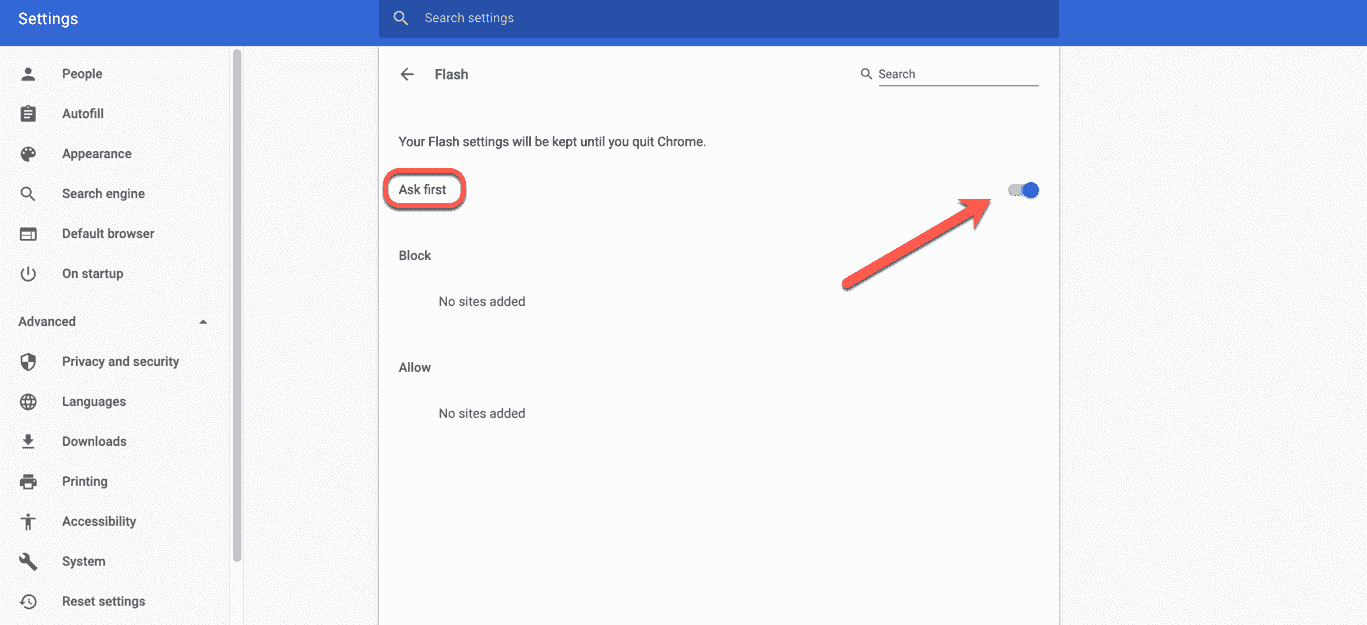 Settings
Search settings
People
Autofill
Appearance
Search engine
Default browser
On startup
Advanced
Privacy and security
Languages
Downloads
Printing
Accessibility
System
Reset settings
Flash
Search
Your Flash settings will be kept until you quit Chrome.
Ask first
Block
No sites added
Allow
No sites added